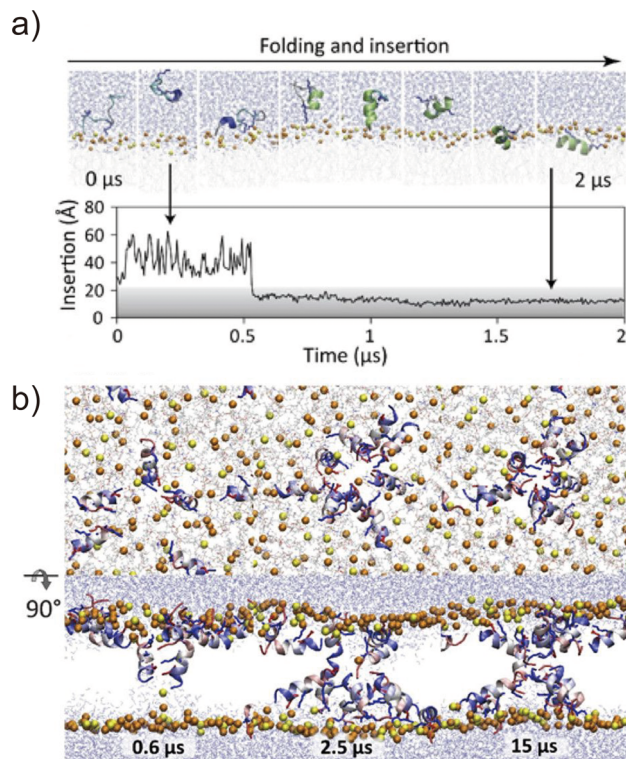 a)
Folding and insertion
0 µs
2 µs
Insertion (Å)
80
60
40
20
0
0
0.5
1
1.5
2
Time (µs)
b)
90°
0.6 µs
2.5 µs
15 µs